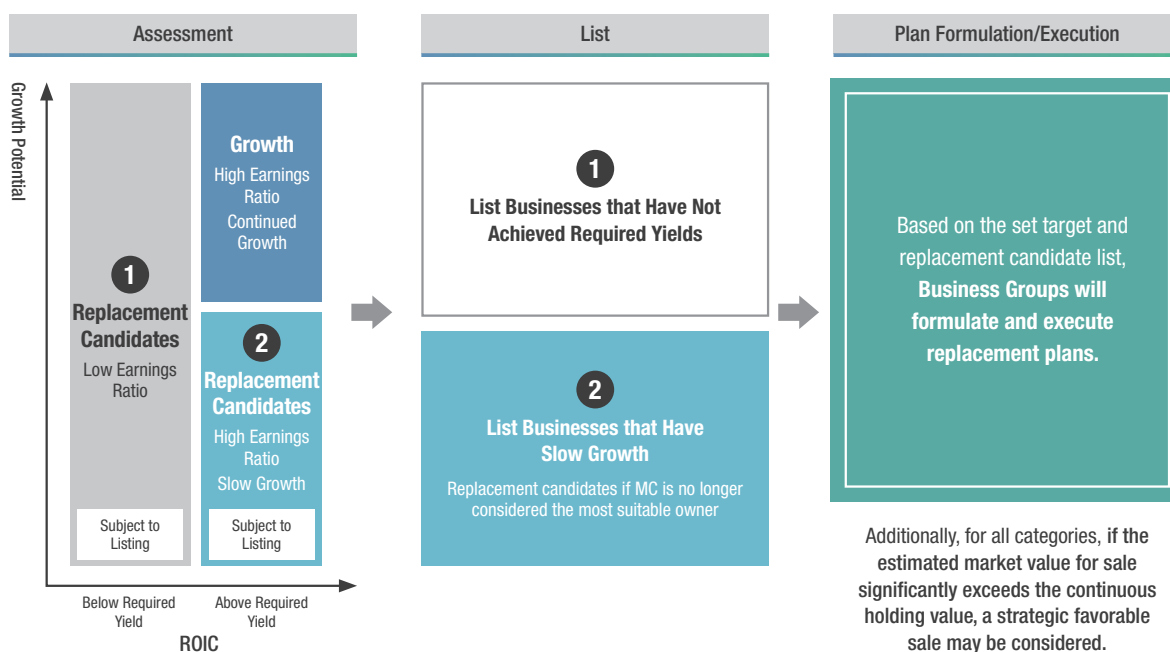 Assessment
Growth Potential
1
Replacement
Candidates
Low Earnings
Ratio
Subject to
Listing
Growth
High Earnings
Ratio
Continued
Growth
2
Replacement
Candidates
High Earnings
Ratio
Slow Growth
Subject to
Listing
Below Required
Yield
Above Required
Yield
ROIC
List
1
List Businesses that Have Not
Achieved Required Yields
2
List Businesses that Have
Slow Growth
Replacement candidates if MC is no longer
considered the most suitable owner
Plan Formulation/Execution
Based on the set target and
replacement candidate list,
Business Groups will
formulate and execute
replacement plans.
Additionally, for all categories, if the
estimated market value for sale
significantly exceeds the continuous
holding value, a strategic favorable
sale may be considered.